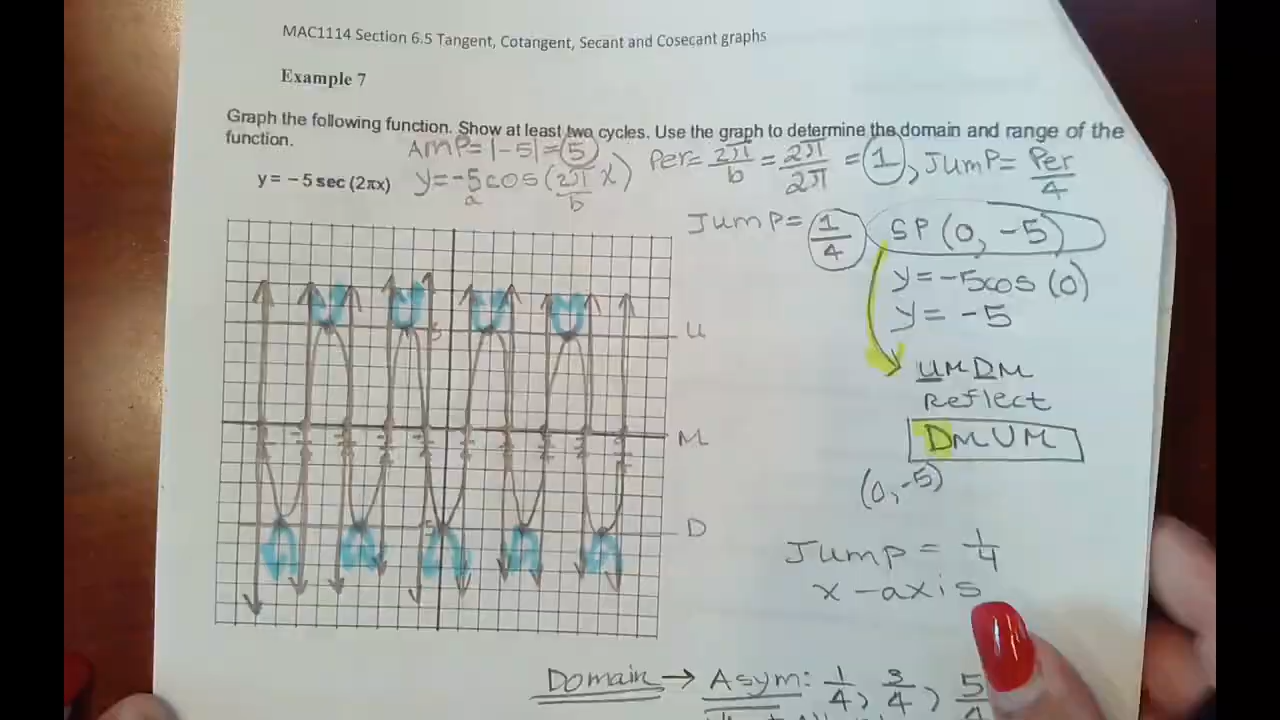 MAC1114 Section 6.5 Tangent, Cotangent, Secant and Cosecant graphs
Example 7
Graph the following function. Show at least two cycles. Use the graph to determine the domain and range of the
function.
AMP=|-5|=5
Per=2π/b=2π/2π=1, Jump=Per/4
y = – 5 sec (2πx)
y=-5cos(2πx)
a
b
Jump=1/4
SP (0, -5)
y=-5cos(0)
y=-5
UMDM
Reflect
DMUM
(0,-5)
U
5
M
-5
D
Jump = 1/4
x-axis
Domain → Asym: 1/4, 3/4, 5/4